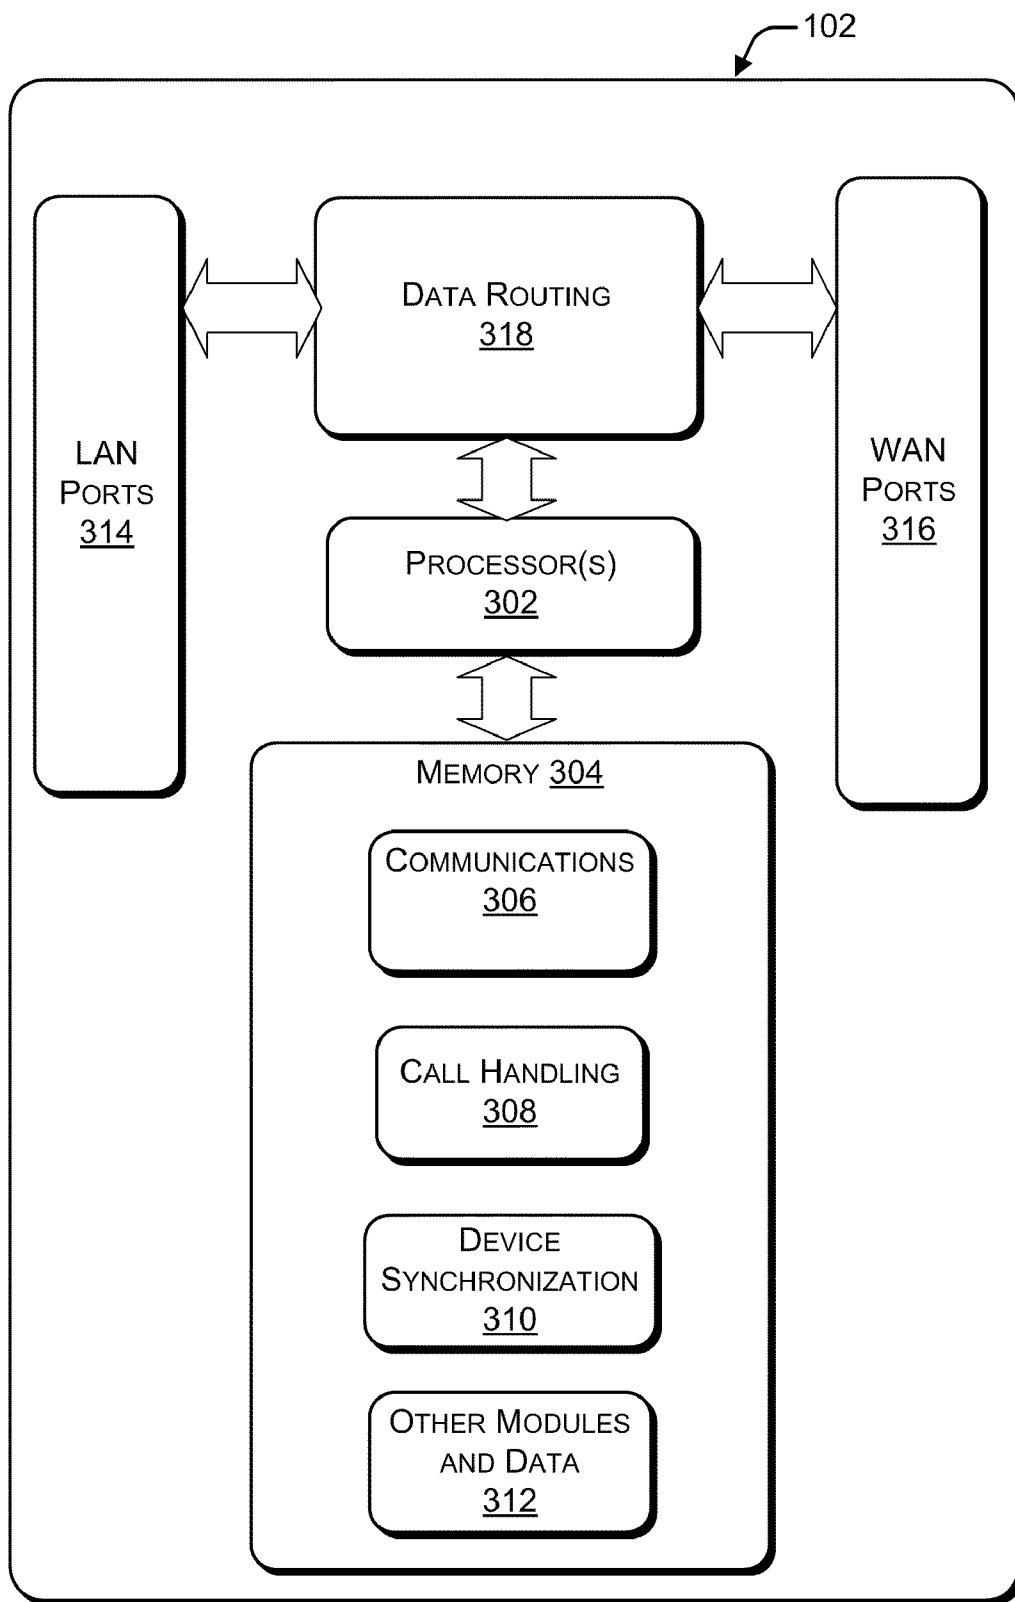 102
DATA ROUTING
318
LAN
PORTS
314
WAN
PORTS
316
PROCESSOR(S)
302
MEMORY 304
COMMUNICATIONS
306
CALL HANDLING
308
DEVICE
SYNCHRONIZATION
310
OTHER MODULES
AND DATA
312